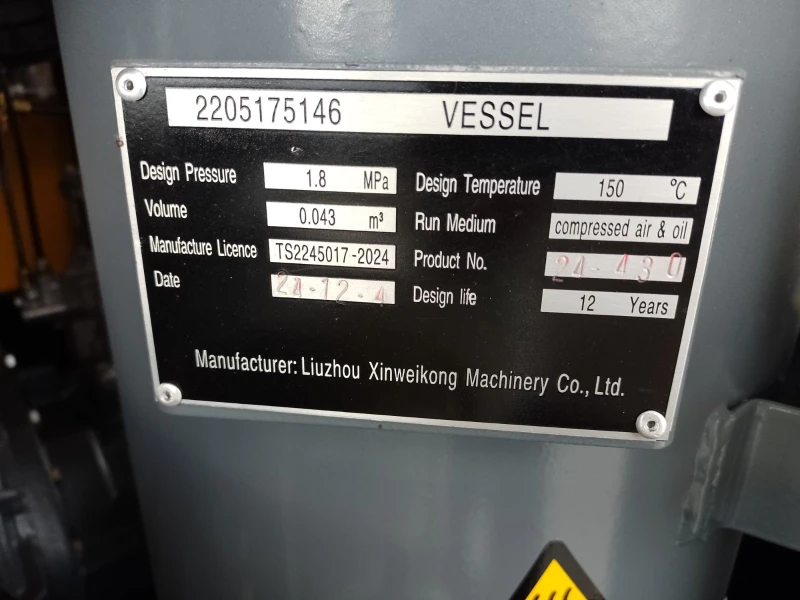 2205175146 VESSEL
Design Pressure 1.8 MPa Design Temperature 150 °C
Volume 0.043 m³ Run Medium compressed air & oil
Manufacture Licence TS2245017-2024 Product No. 24-430
Date 24-12-4 Design life 12 Years
Manufacturer: Liuzhou Xinweikong Machinery Co., Ltd.